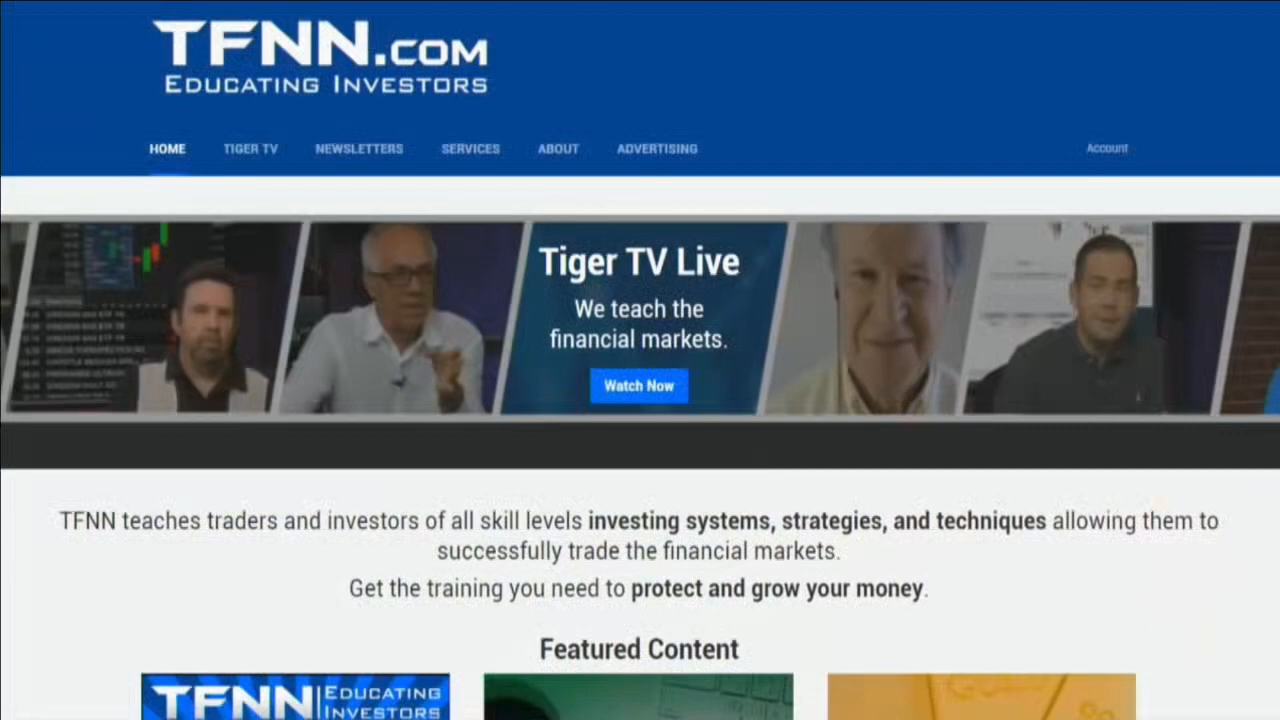 TFNN.COM
EDUCATING INVESTORS
HOME TIGER TV NEWSLETTERS SERVICES ABOUT ADVERTISING Account
Tiger TV Live
We teach the
financial markets.
Watch Now
TFNN teaches traders and investors of all skill levels investing systems, strategies, and techniques allowing them to
successfully trade the financial markets.
Get the training you need to protect and grow your money.
Featured Content
TFNN EDUCATING
INVESTORS